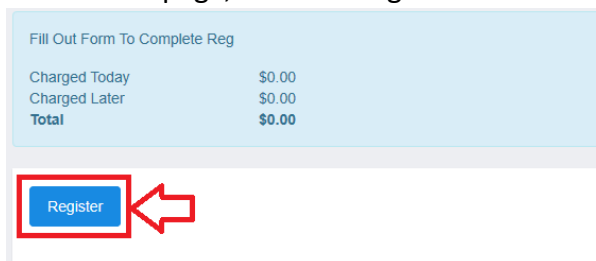 Fill Out Form To Complete Reg
Charged Today $0.00
Charged Later $0.00
Total $0.00
Register